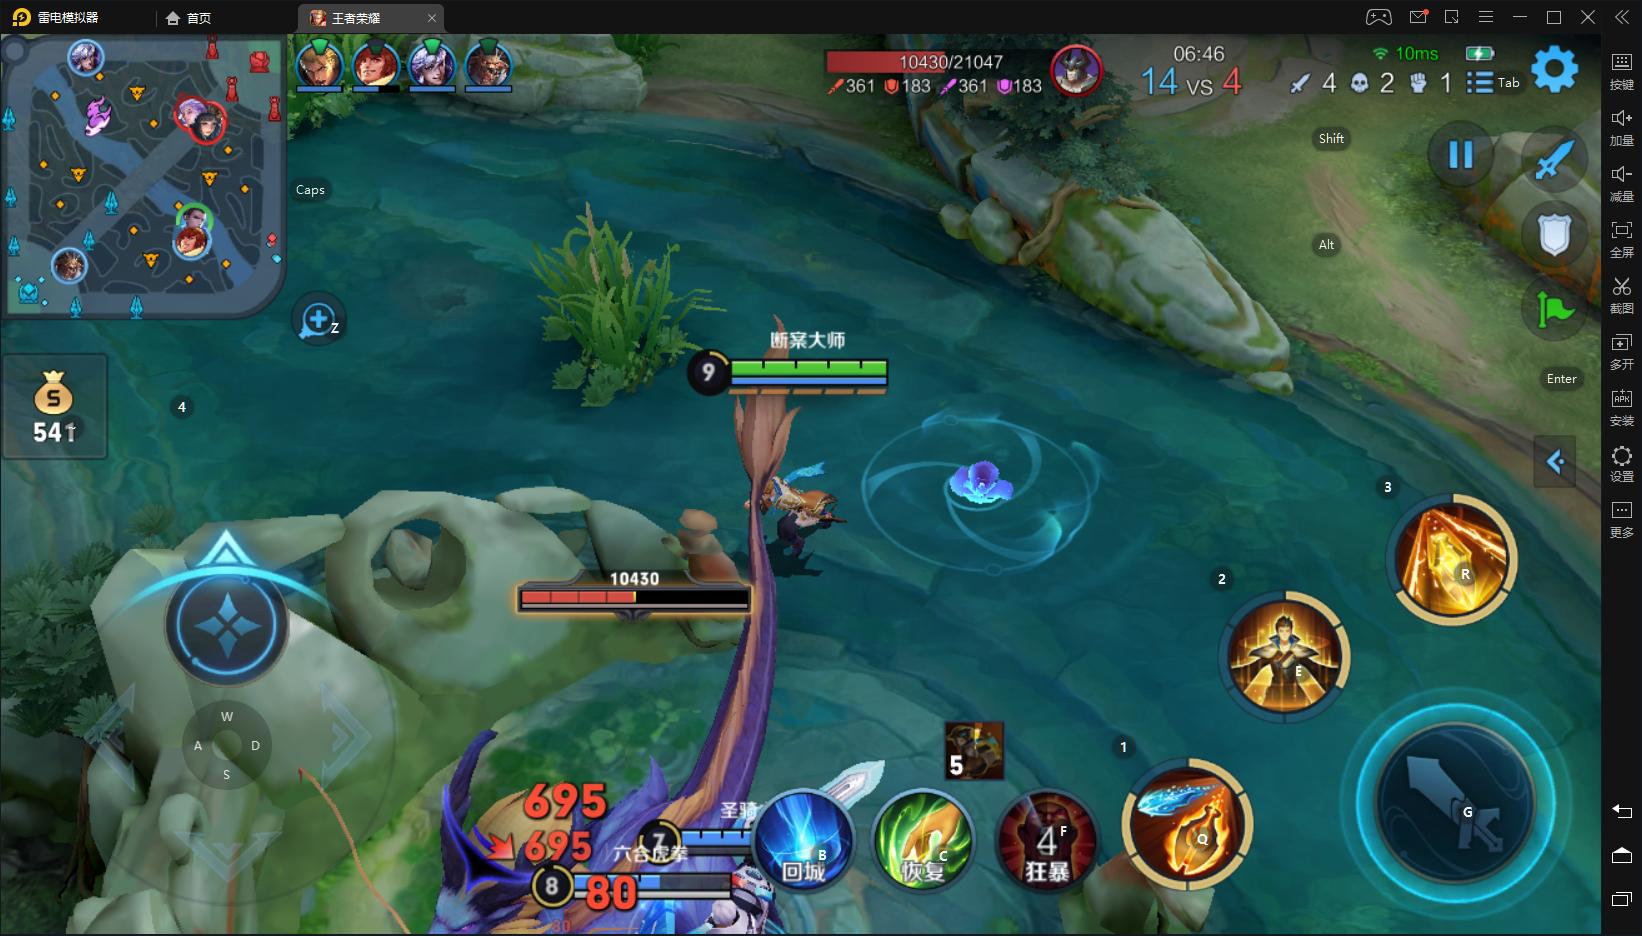 雷电模拟器
首页
王者荣耀
10430/21047
361 183 361 183
06:46
14 VS 4
10ms
4 2 1
Tab
Shift
Caps
Alt
Enter
Z
S
4
断案大师
9
10430
3
R
2
E
1
Q
G
W
A
D
S
5
695
695
80
圣骑
7
六合虎拳
8
B
回城
C
恢复
4
F
狂暴
按键
加量
减量
全屏
截图
多开
APK
安装
设置
更多